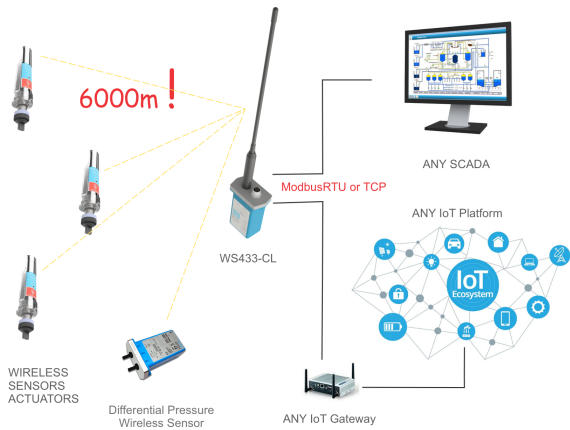 6000m !
ANY SCADA
ModbusRTU or TCP
ANY IoT Platform
WS433-CL
IoT
Ecosystem
WIRELESS
SENSORS
ACTUATORS
Differential Pressure
Wireless Sensor
ANY IoT Gateway